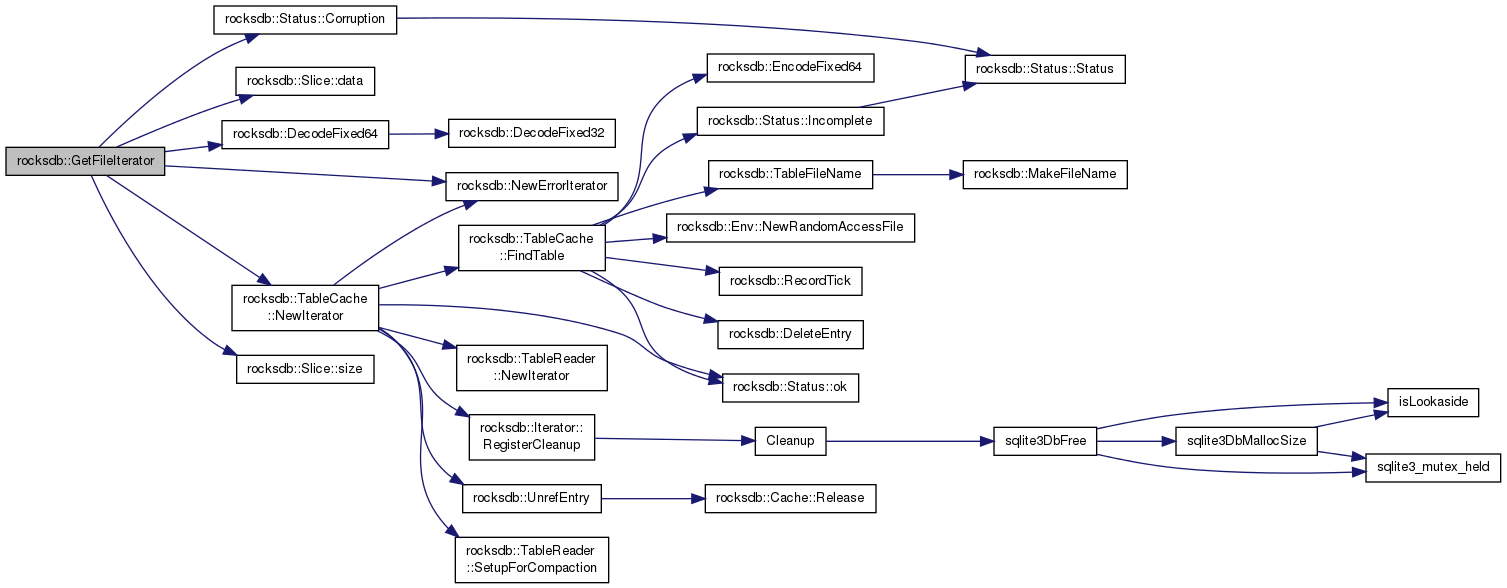 rocksdb::Status::Corruption
rocksdb::EncodeFixed64
rocksdb::Status::Status
rocksdb::Slice::data
rocksdb::Status::Incomplete
rocksdb::DecodeFixed64
rocksdb::DecodeFixed32
rocksdb::GetFileIterator
rocksdb::TableFileName
rocksdb::MakeFileName
rocksdb::NewErrorIterator
rocksdb::Env::NewRandomAccessFile
rocksdb::TableCache
::FindTable
rocksdb::RecordTick
rocksdb::TableCache
::NewIterator
rocksdb::DeleteEntry
rocksdb::TableReader
::NewIterator
rocksdb::Slice::size
rocksdb::Status::ok
isLookaside
rocksdb::Iterator::
RegisterCleanup
Cleanup
sqlite3DbFree
sqlite3DbMallocSize
sqlite3_mutex_held
rocksdb::UnrefEntry
rocksdb::Cache::Release
rocksdb::TableReader
::SetupForCompaction